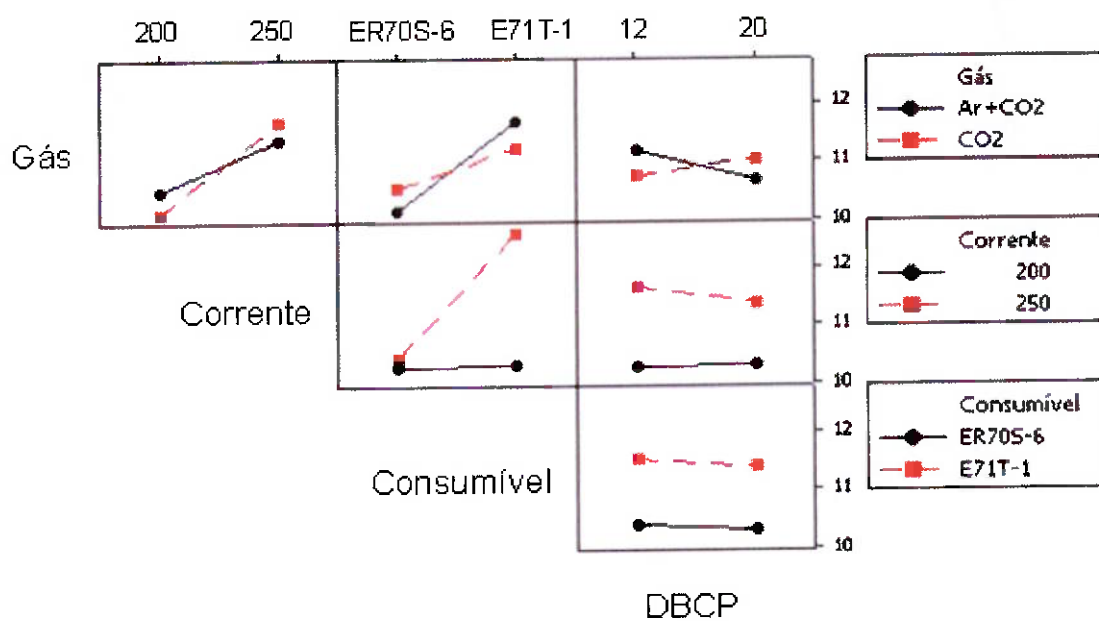 200 250 ER70S-6 E71T-1 12 20
Gás
12
11
10
Gás
Ar+CO2
CO2
Corrente
12
11
10
Corrente
200
250
Consumível
12
11
10
Consumível
ER70S-6
E71T-1
DBCP